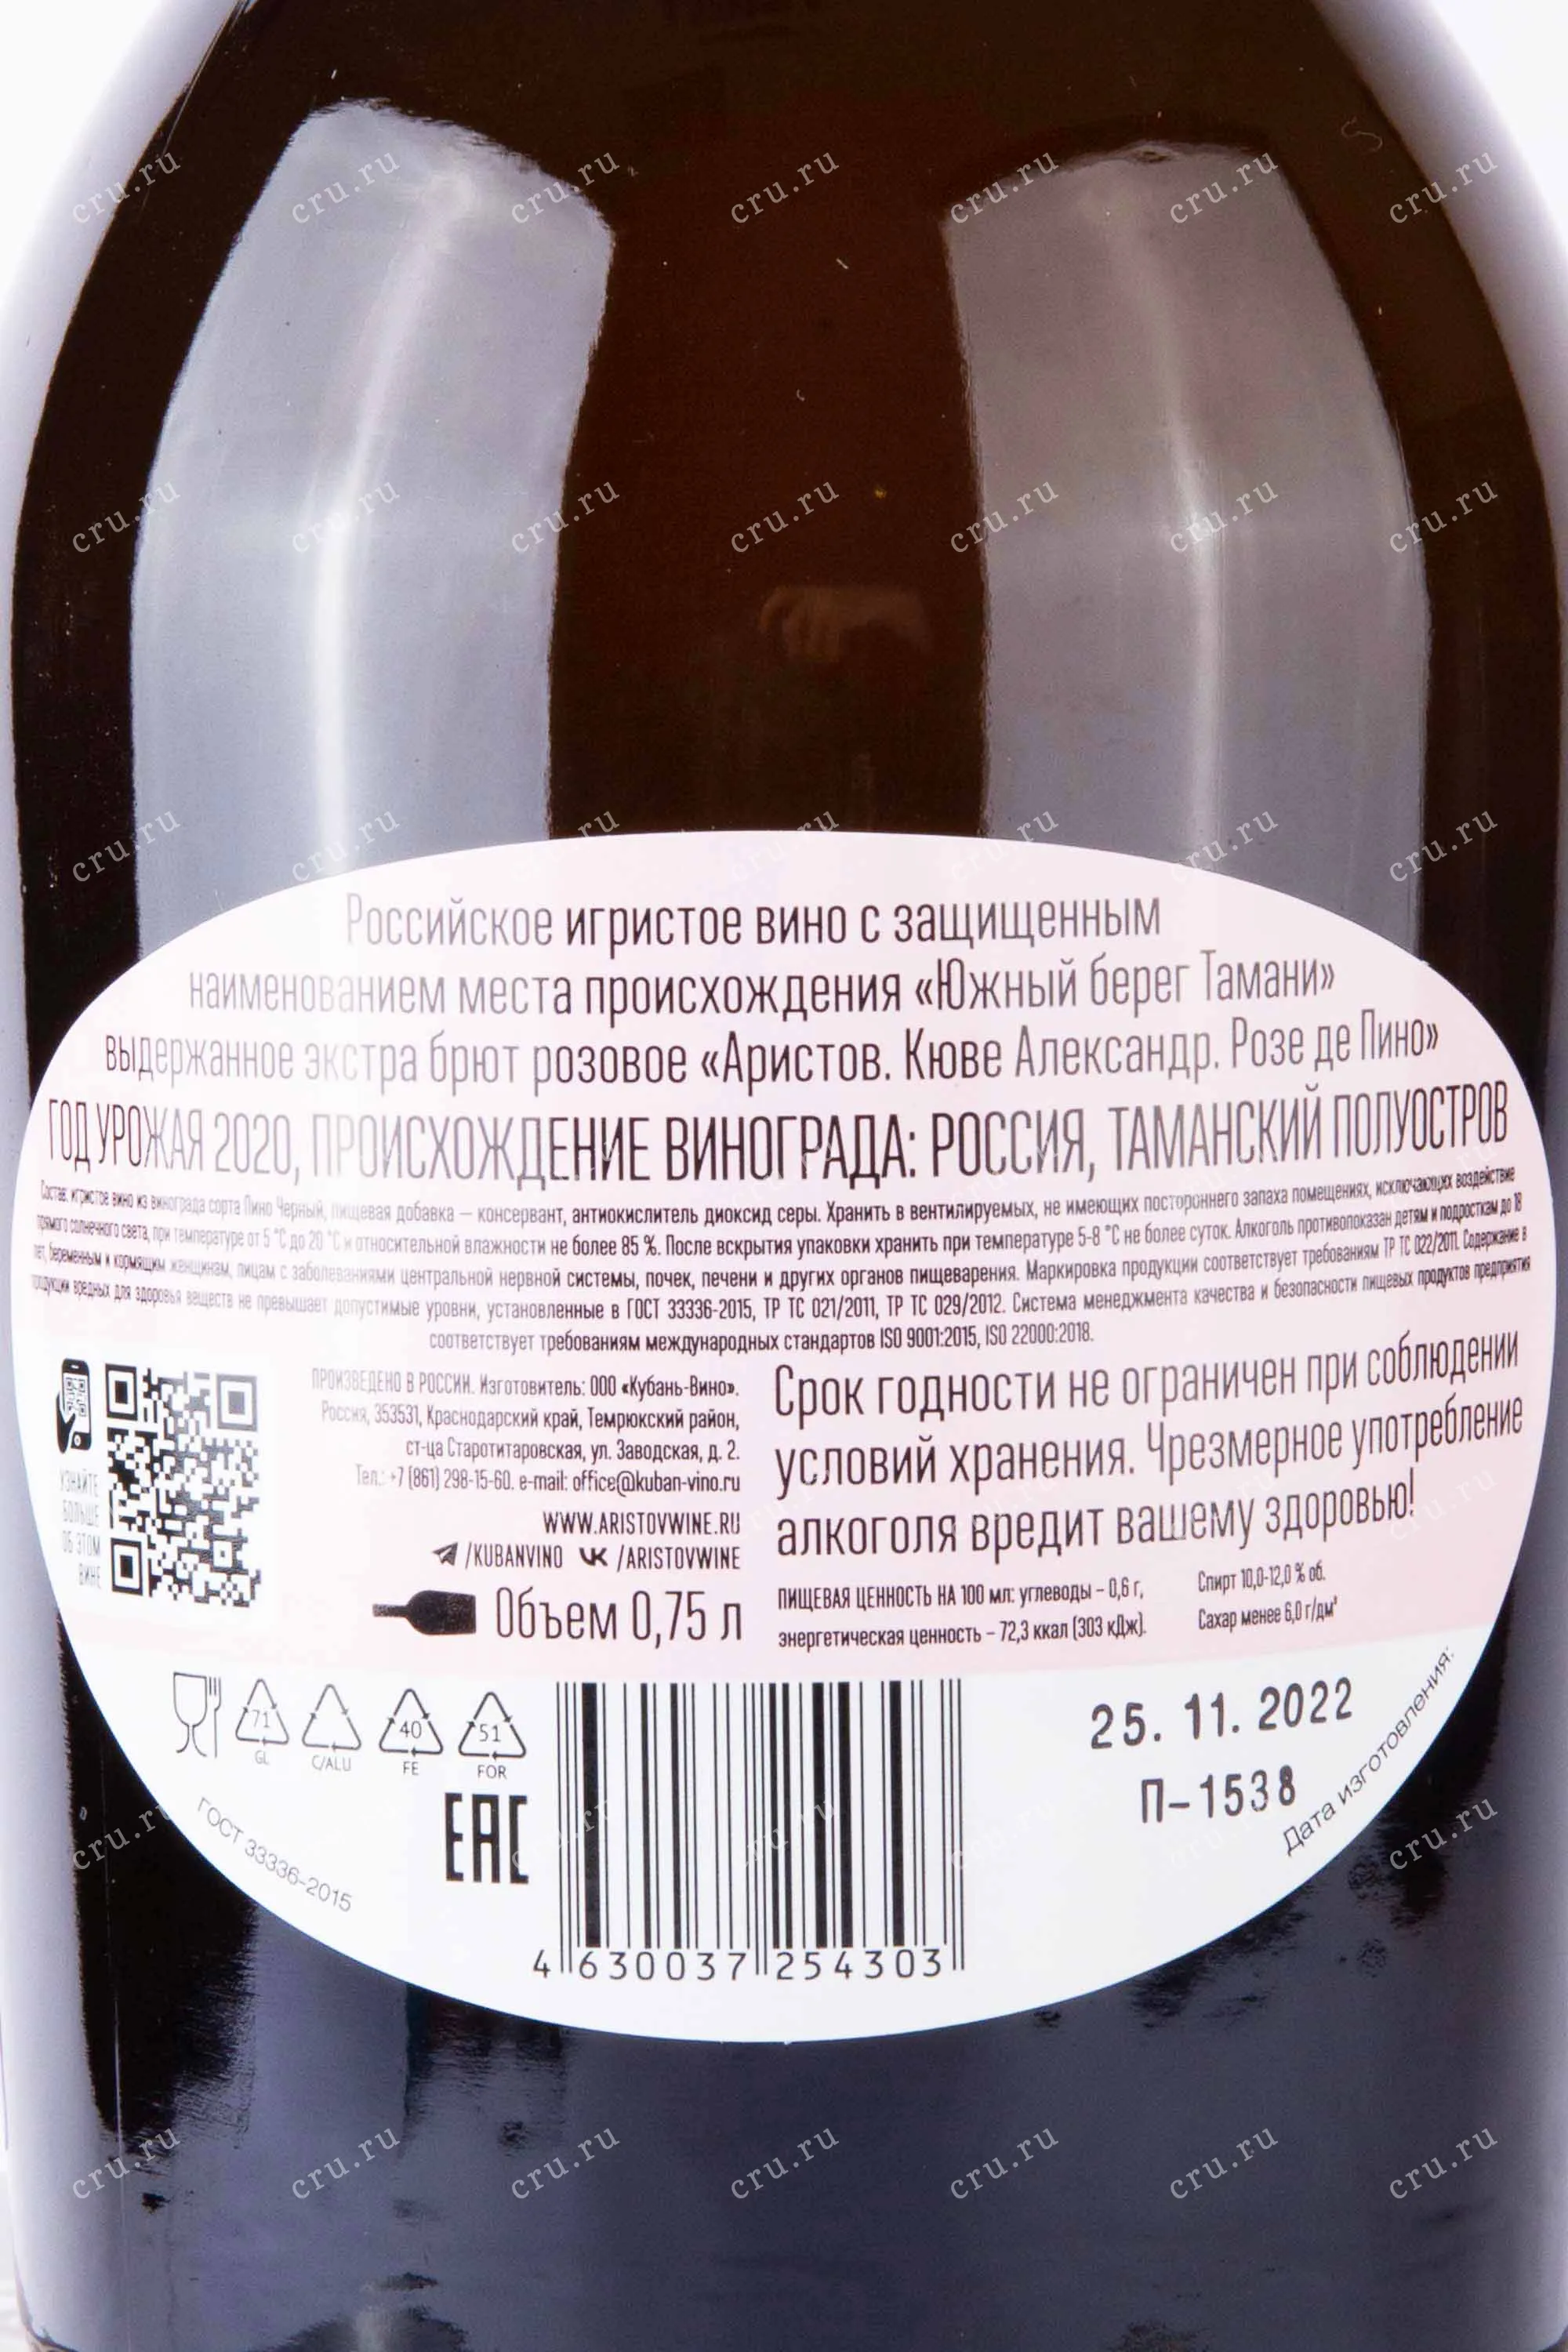 Российское игристое вино с защищенным
наименованием места происхождения «Южный берег Тамани»
выдержанное экстра брют розовое «Аристов. Кюве Александр. Розе де Пино»
ГОД УРОЖАЯ 2020, ПРОИСХОЖДЕНИЕ ВИНОГРАДА: РОССИЯ, ТАМАНСКИЙ ПОЛУОСТРОВ
Состав: игристое вино из винограда сорта Пино Черный, пищевая добавка – консервант, антиокислитель диоксид серы. Хранить в вентилируемых, не имеющих постороннего запаха помещениях, исключающих воздействие
прямого солнечного света, при температуре от 5 °С до 20 °С и относительной влажности не более 85 %. После вскрытия упаковки хранить при температуре 5-8 °С не более суток. Алкоголь противопоказан детям и подросткам до 18
лет, беременным и кормящим женщинам, лицам с заболеваниями центральной нервной системы, почек, печени и других органов пищеварения. Маркировка продукции соответствует требованиям ТР ТС 022/2011. Содержание в
продукции вредных для здоровья веществ не превышает допустимые уровни, установленные в ГОСТ 33336-2015, ТР ТС 021/2011, ТР ТС 029/2012. Система менеджмента качества и безопасности пищевых продуктов предприятия
соответствует требованиям международных стандартов ISO 9001:2015, ISO 22000:2018.
УЗНАЙТЕ
БОЛЬШЕ
ОБ ЭТОМ
ВИНЕ
ПРОИЗВЕДЕНО В РОССИИ. Изготовитель: ООО «Кубань-Вино».
Россия, 353531, Краснодарский край, Темрюкский район,
ст-ца Старотитаровская, ул. Заводская, д. 2.
Тел.: +7 (861) 298-15-60. e-mail: office@kuban-vino.ru
WWW.ARISTOVWINE.RU
/KUBANVINO VK /ARISTOVWINE
Объем 0,75 л
Срок годности не ограничен при соблюдении
условий хранения. Чрезмерное употребление
алкоголя вредит вашему здоровью!
ПИЩЕВАЯ ЦЕННОСТЬ НА 100 мл: углеводы – 0,6 г,
энергетическая ценность – 72,3 ккал (303 кДж).
Спирт 10,0-12,0 % об.
Сахар менее 6,0 г/дм³
71 GL
C/ALU
40 FE
51 FOR
ГОСТ 33336-2015
EAC
4 630037 254303
25. 11. 2022
П-1538
Дата изготовления:
cru.ru